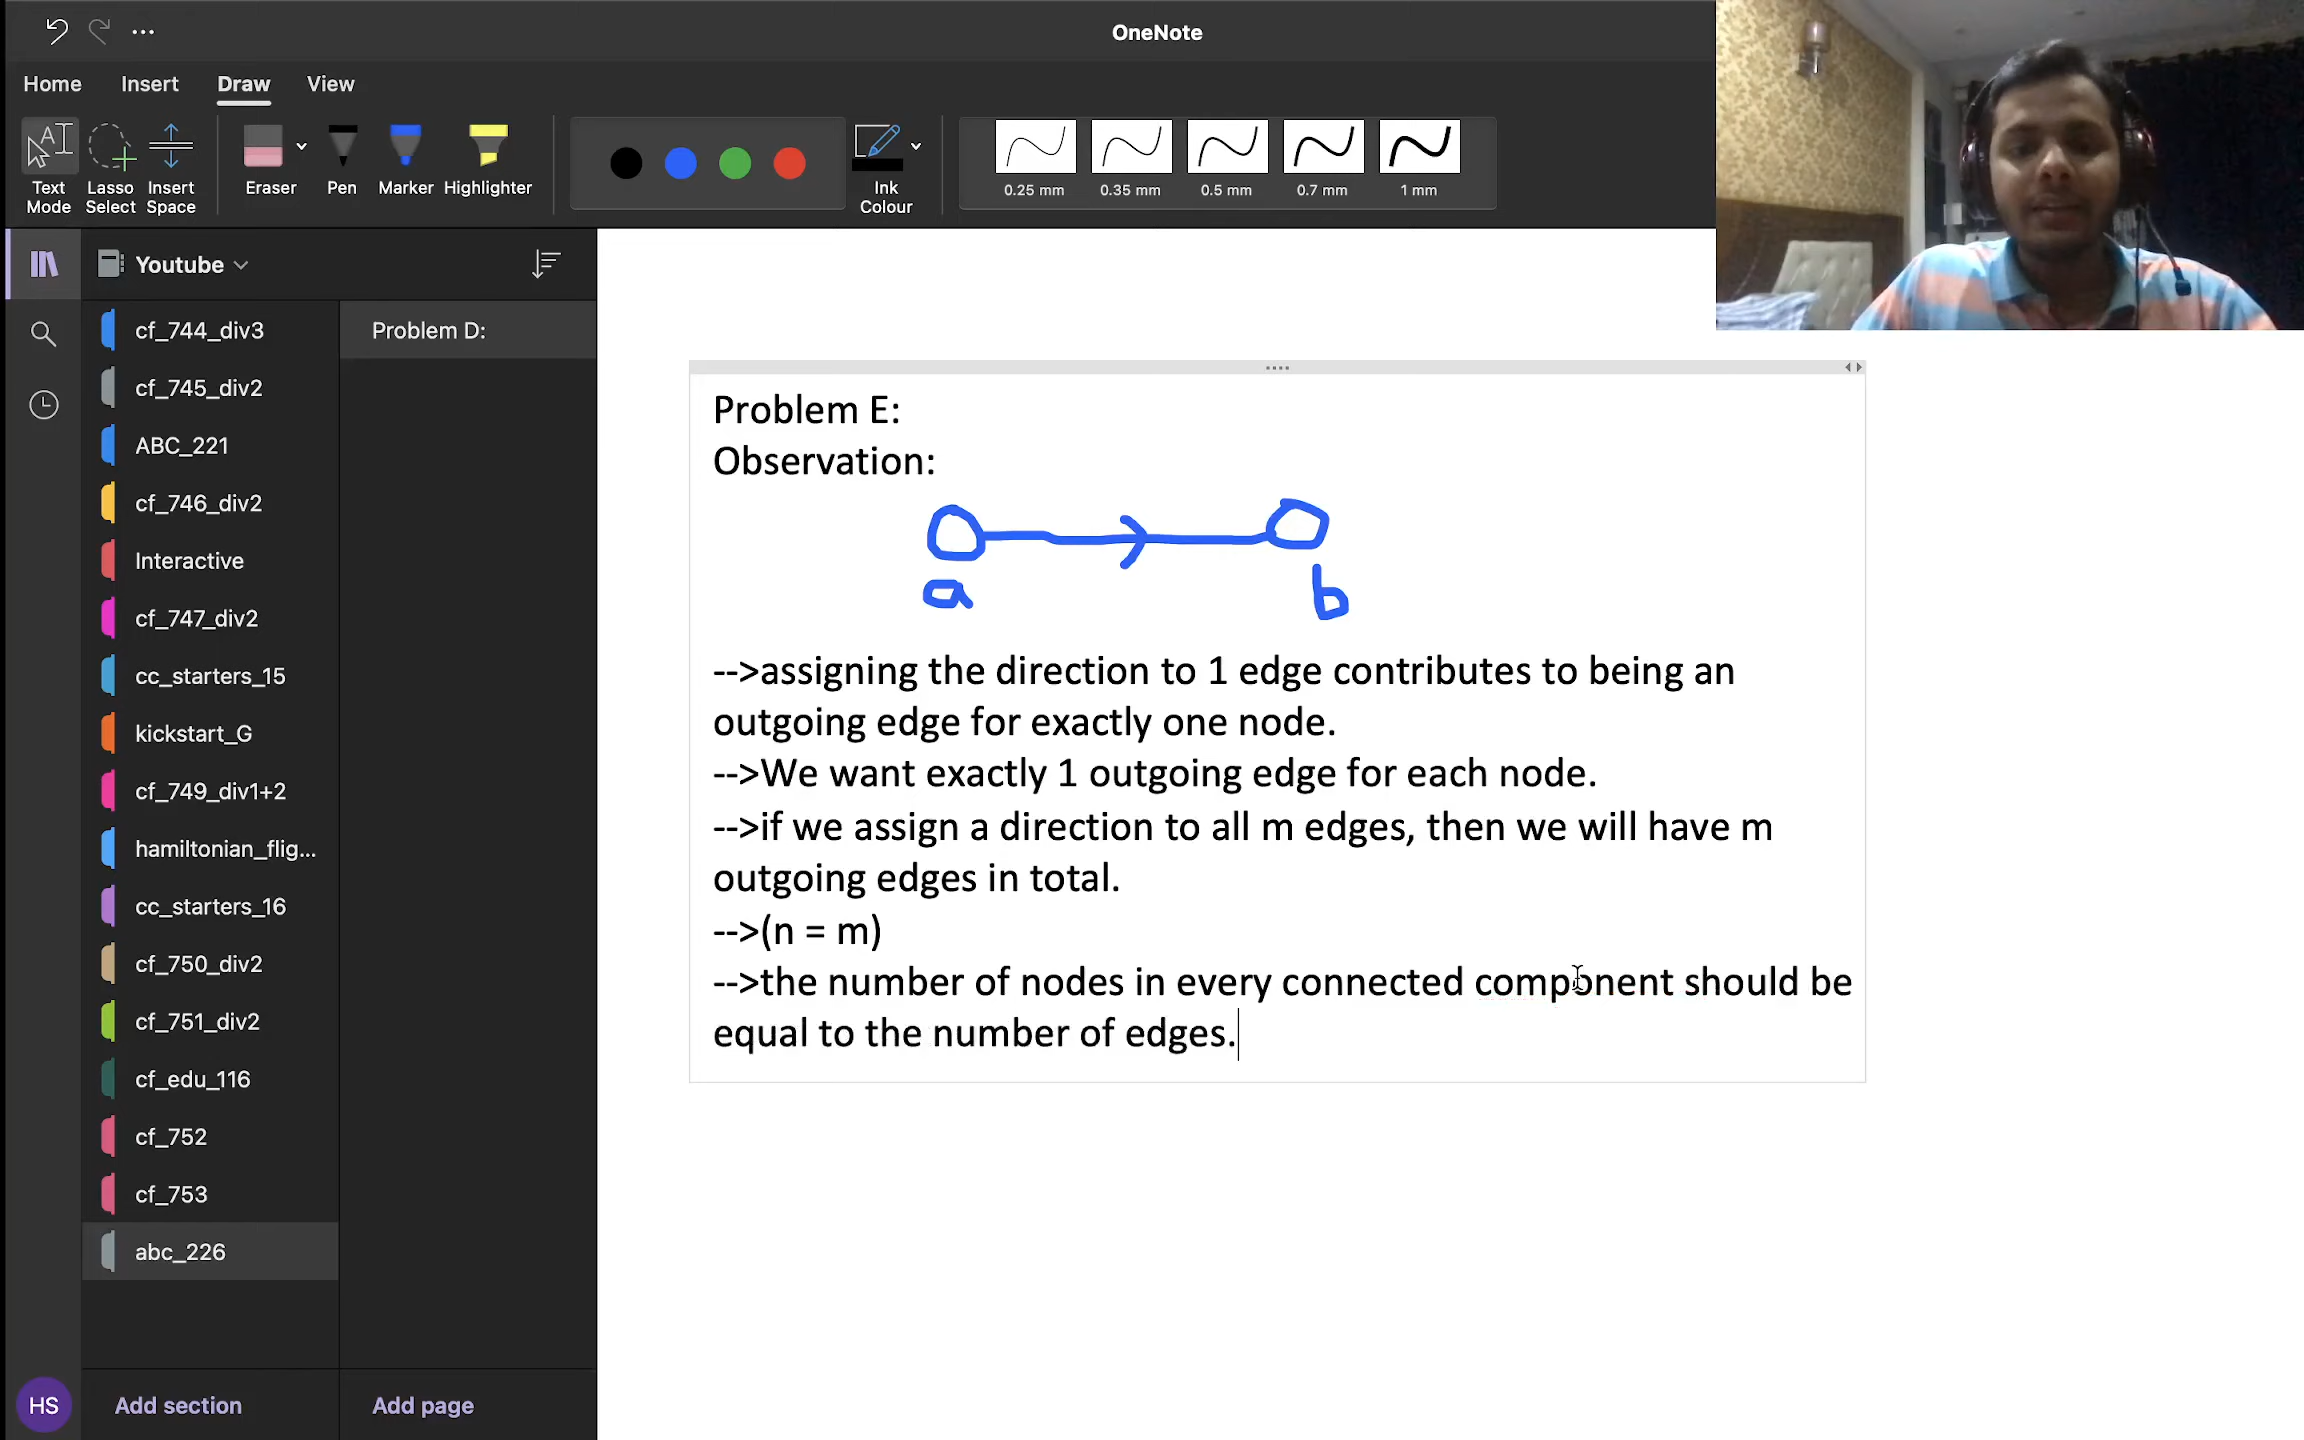 OneNote
Home Insert Draw View
Text Mode
Lasso Select
Insert Space
Eraser
Pen
Marker
Highlighter
Ink Colour
0.25 mm
0.35 mm
0.5 mm
0.7 mm
1 mm
Youtube
cf_744_div3
cf_745_div2
ABC_221
cf_746_div2
Interactive
cf_747_div2
cc_starters_15
kickstart_G
cf_749_div1+2
hamiltonian_flig...
cc_starters_16
cf_750_div2
cf_751_div2
cf_edu_116
cf_752
cf_753
abc_226
HS
Add section
Problem D:
Add page
Problem E:
Observation:
a b
-->assigning the direction to 1 edge contributes to being an
outgoing edge for exactly one node.
-->We want exactly 1 outgoing edge for each node.
-->if we assign a direction to all m edges, then we will have m
outgoing edges in total.
-->(n = m)
-->the number of nodes in every connected component should be
equal to the number of edges.